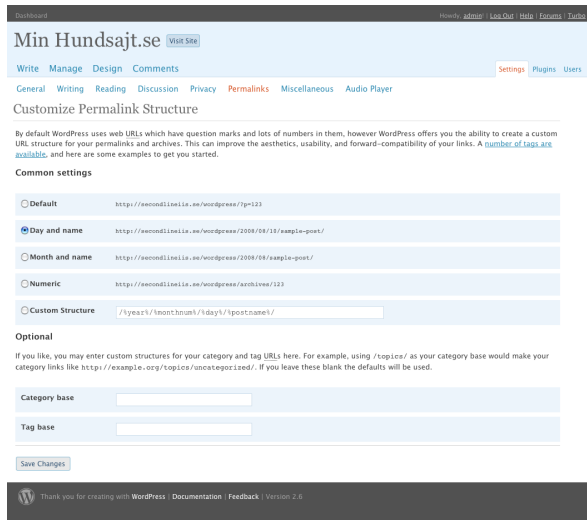 Dashboard
Howdy, admin! | Log Out | Help | Forums | Turbo
Min Hundsajt.se Visit Site
Write Manage Design Comments
Settings Plugins Users
General Writing Reading Discussion Privacy Permalinks Miscellaneous Audio Player
Customize Permalink Structure
By default WordPress uses web URLs which have question marks and lots of numbers in them, however WordPress offers you the ability to create a custom
URL structure for your permalinks and archives. This can improve the aesthetics, usability, and forward-compatibility of your links. A number of tags are
available, and here are some examples to get you started.
Common settings
Default http://secondlineiis.se/wordpress/?p=123
Day and name http://secondlineiis.se/wordpress/2008/08/18/sample-post/
Month and name http://secondlineiis.se/wordpress/2008/08/sample-post/
Numeric http://secondlineiis.se/wordpress/archives/123
Custom Structure /%year%/%monthnum%/%day%/%postname%/
Optional
If you like, you may enter custom structures for your category and tag URLs here. For example, using /topics/ as your category base would make your
category links like http://example.org/topics/uncategorized/. If you leave these blank the defaults will be used.
Category base
Tag base
Save Changes
Thank you for creating with WordPress | Documentation | Feedback | Version 2.6